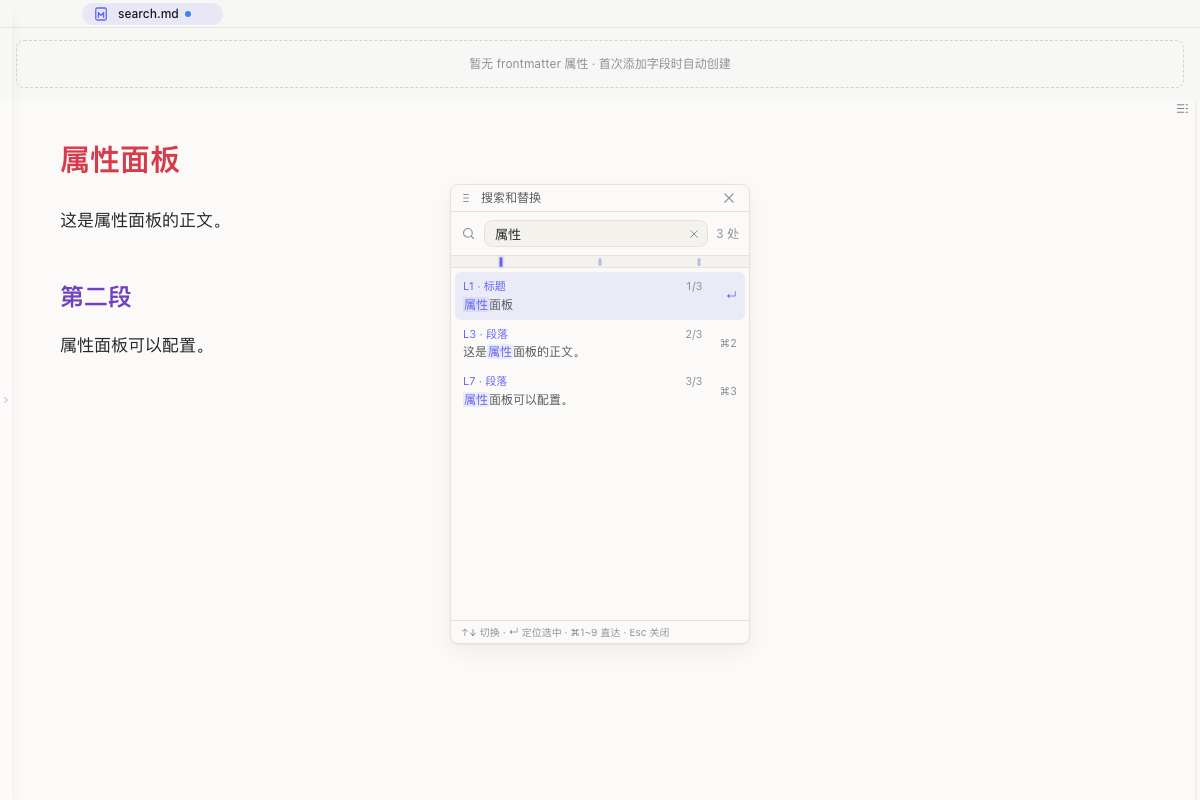 search.md
暂无 frontmatter 属性 · 首次添加字段时自动创建
属性面板
这是属性面板的正文。
第二段
属性面板可以配置。
搜索和替换
属性
3 处
L1 · 标题 1/3
属性面板
L3 · 段落 2/3
这是属性面板的正文。
⌘2
L7 · 段落 3/3
属性面板可以配置。
⌘3
↑↓ 切换 · ↵ 定位选中 · ⌘1~9 直达 · Esc 关闭